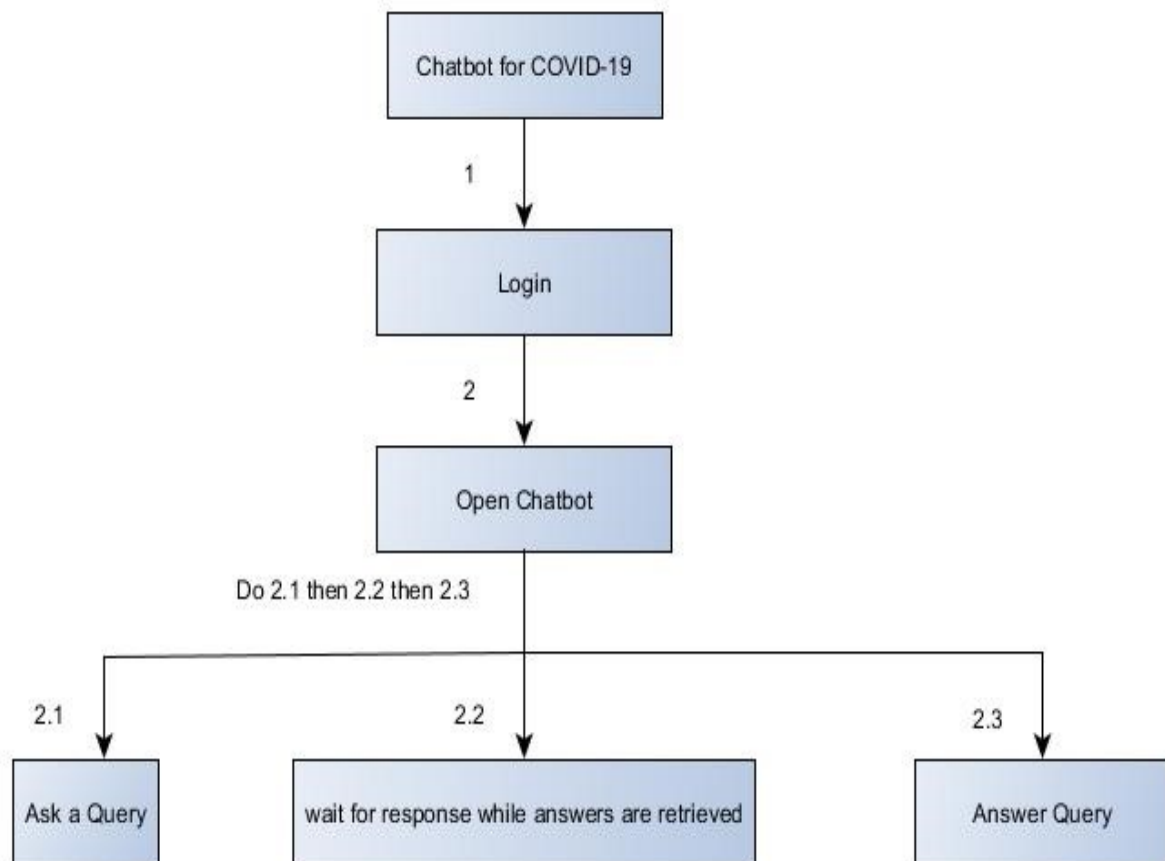 Chatbot for COVID-19
1
Login
2
Open Chatbot
Do 2.1 then 2.2 then 2.3
2.1
2.2
2.3
Ask a Query
wait for response while answers are retrieved
Answer Query